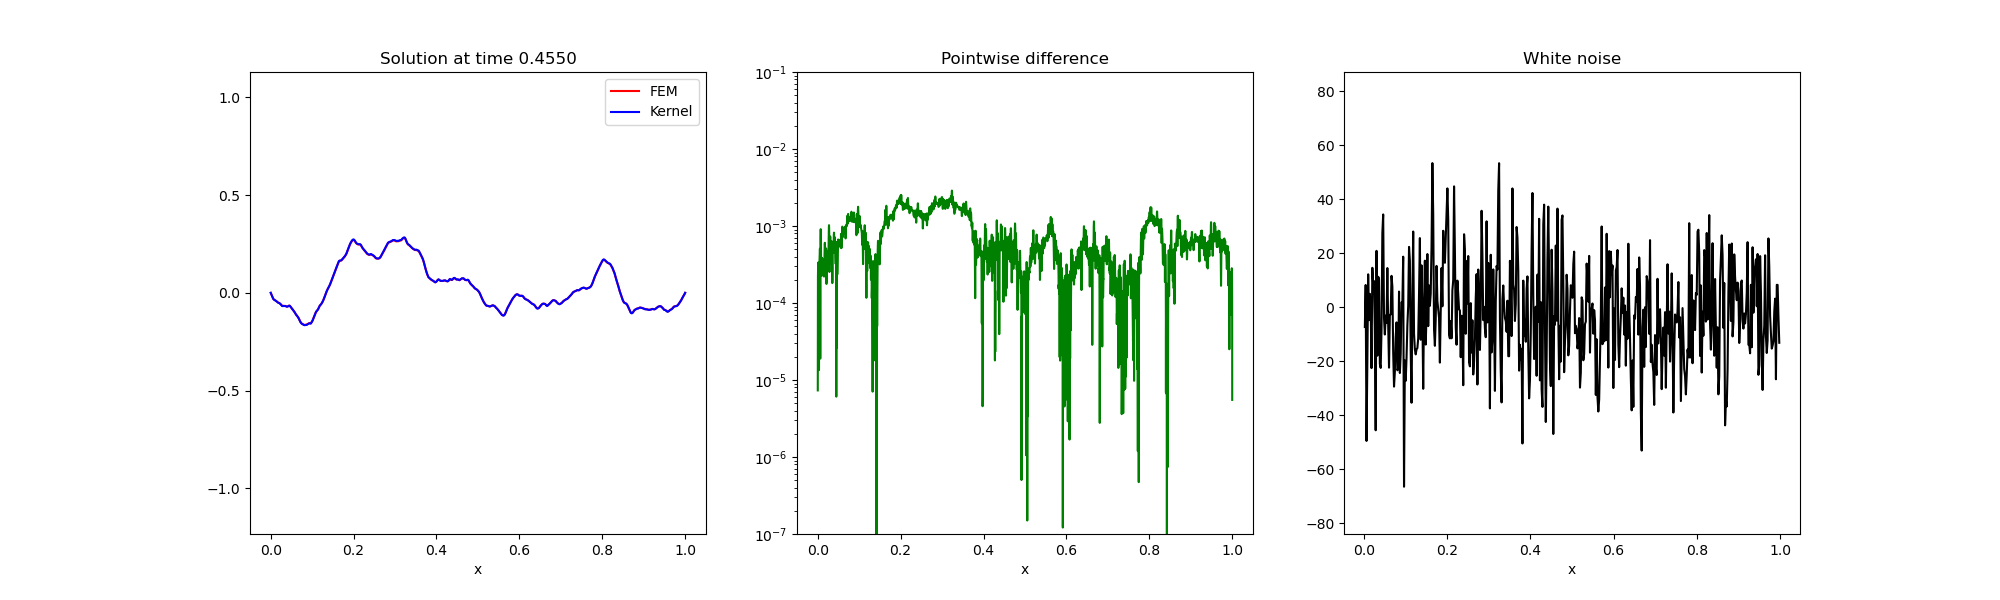 Solution at time 0.4550
1.0
0.5
0.0
−0.5
−1.0
0.0 0.2 0.4 0.6 0.8 1.0
x
FEM
Kernel
Pointwise difference
10⁻¹
10⁻²
10⁻³
10⁻⁴
10⁻⁵
10⁻⁶
10⁻⁷
0.0 0.2 0.4 0.6 0.8 1.0
x
White noise
80
60
40
20
0
−20
−40
−60
−80
0.0 0.2 0.4 0.6 0.8 1.0
x